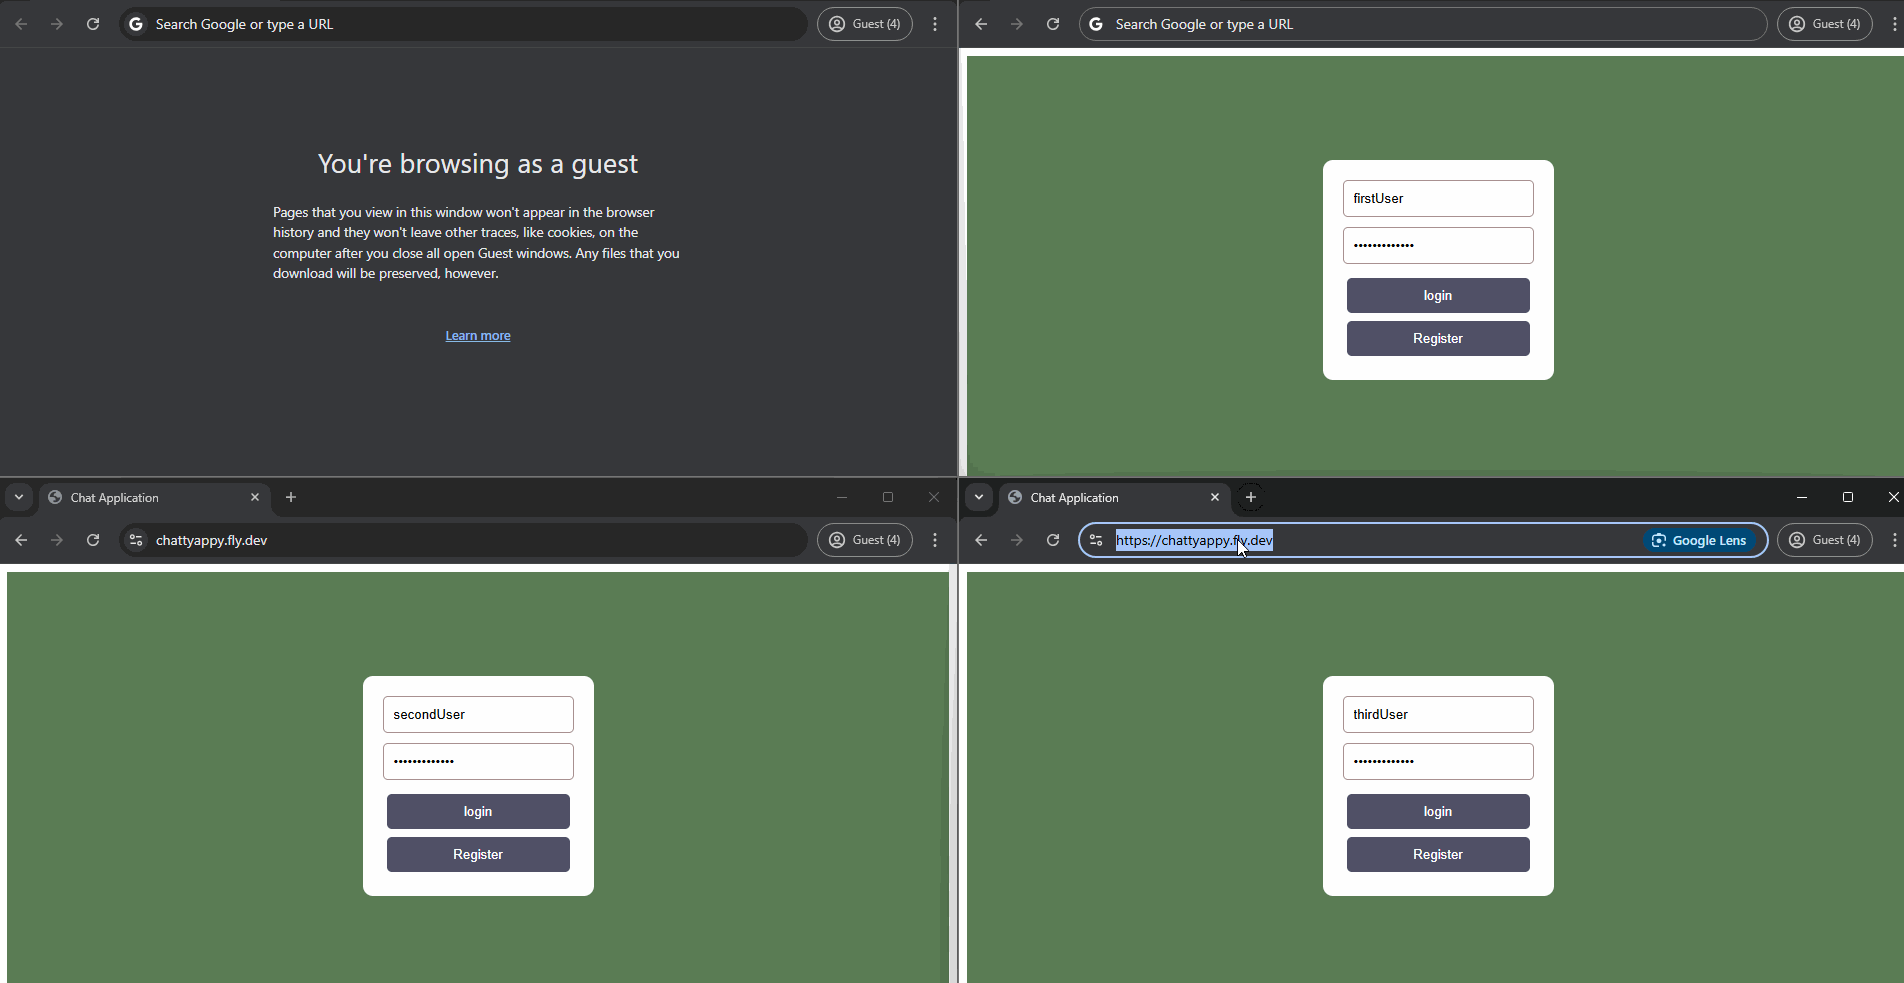 Search Google or type a URL
Guest (4)
You're browsing as a guest
Pages that you view in this window won't appear in the browser
history and they won't leave other traces, like cookies, on the
computer after you close all open Guest windows. Any files that you
download will be preserved, however.
Learn more
Search Google or type a URL
Guest (4)
firstUser
login
Register
Chat Application
chattyappy.fly.dev
Guest (4)
secondUser
login
Register
Chat Application
https://chattyappy.fly.dev
Google Lens
Guest (4)
thirdUser
login
Register